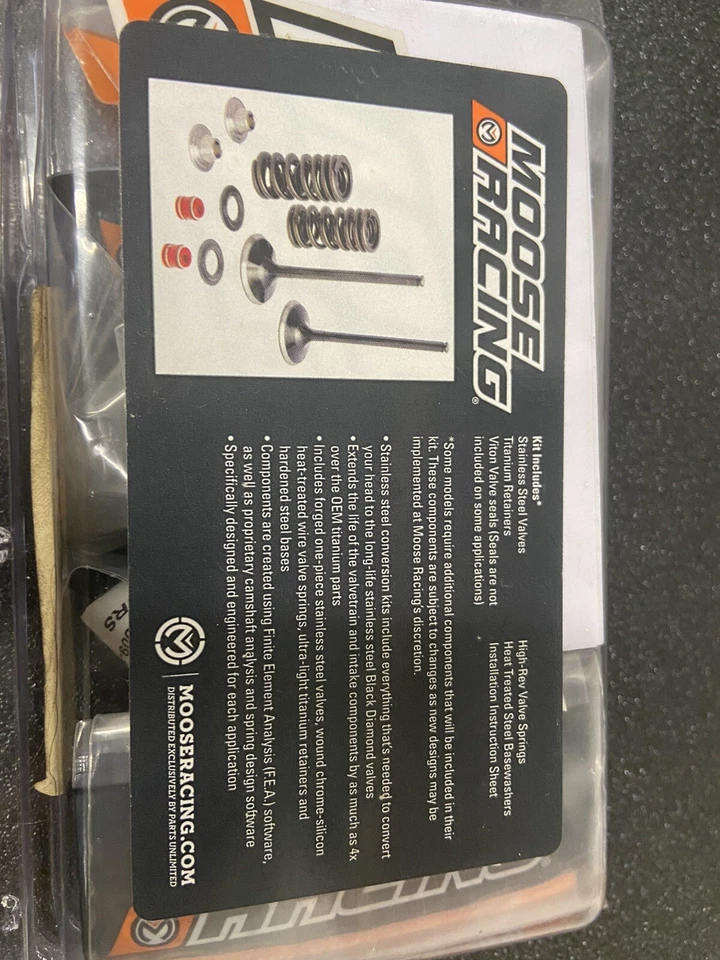 MOOSE
RACING®
Kit Includes*
Stainless Steel Valves
Titanium Retainers
Viton Valve seals (Seals are not
included on some applications)
High-Rev Valve Springs
Heat Treated Steel Basewashers
Installation Instruction Sheet
*Some models require additional components that will be included in their
kit. These components are subject to changes as new designs may be
implemented at Moose Racing's discretion.
• Stainless steel conversion kits include everything that's needed to convert
your head to the long-life stainless steel Black Diamond valves
• Extends the life of the valvetrain and intake components by as much as 4x
over the OEM titanium parts
• Includes forged one-piece stainless steel valves, wound chrome-silicon
heat-treated wire valve springs, ultra-light titanium retainers and
hardened steel bases
• Components are created using Finite Element Analysis (F.E.A.) software,
as well as proprietary camshaft analysis and spring design software
• Specifically designed and engineered for each application
MOOSERACING.COM
DISTRIBUTED EXCLUSIVELY BY PARTS UNLIMITED
RS
RACING®